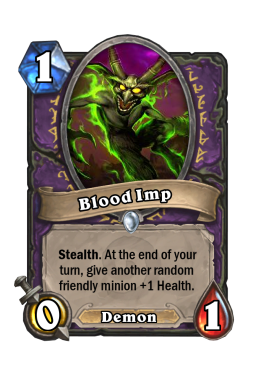 1
Blood Imp
Stealth. At the end of your
turn, give another random
friendly minion +1 Health.
0
Demon
1